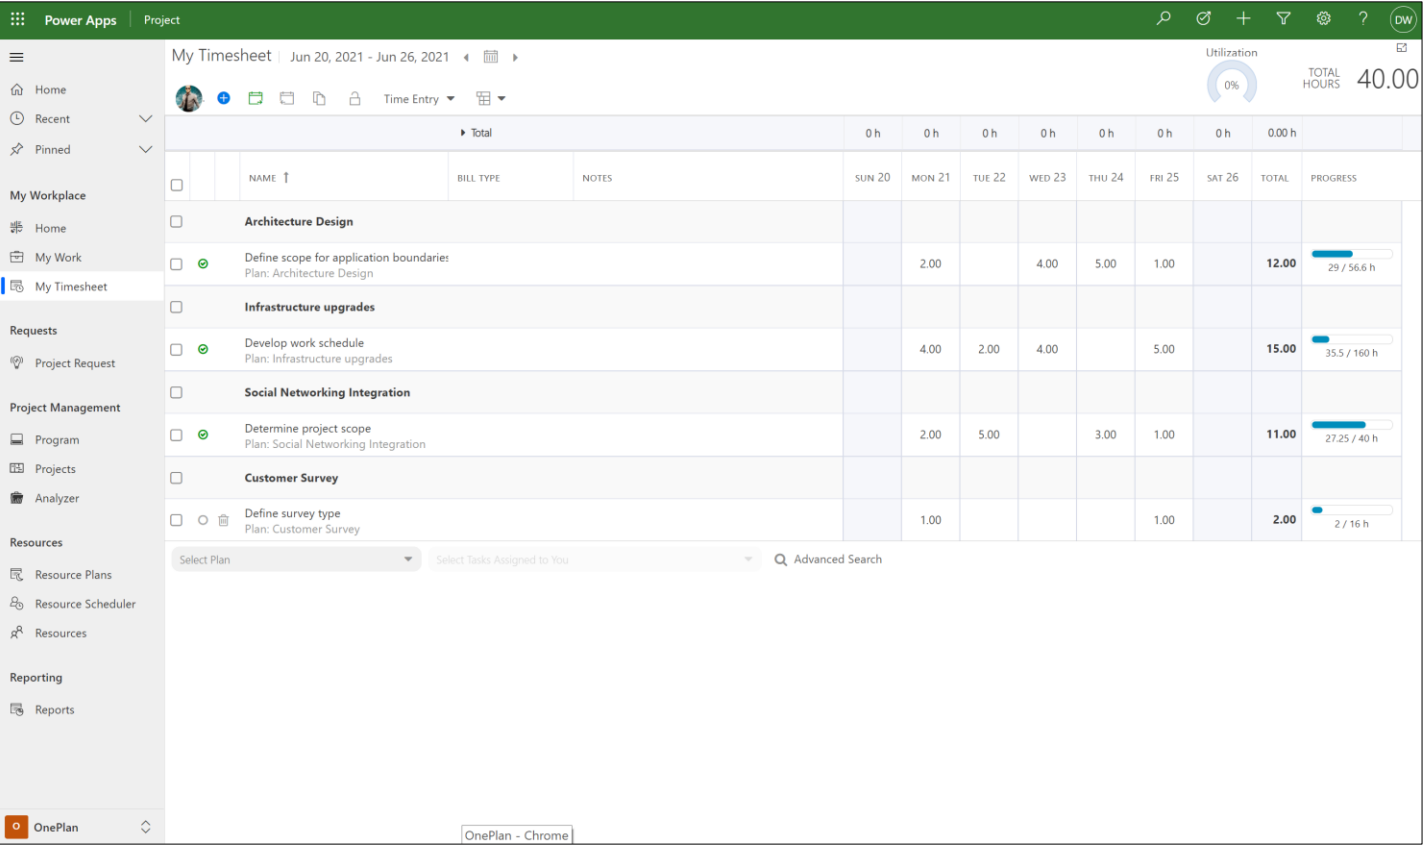 Power Apps Project DW
My Timesheet Jun 20, 2021 - Jun 26, 2021
Utilization
0%
TOTAL HOURS 40.00
Home
Recent
Pinned
My Workplace
Home
My Work
My Timesheet
Requests
Project Request
Project Management
Program
Projects
Analyzer
Resources
Resource Plans
Resource Scheduler
Resources
Reporting
Reports
O OnePlan
Time Entry
Total 0 h 0 h 0 h 0 h 0 h 0 h 0 h 0.00 h
NAME BILL TYPE NOTES SUN 20 MON 21 TUE 22 WED 23 THU 24 FRI 25 SAT 26 TOTAL PROGRESS
Architecture Design
Define scope for application boundaries 2.00 4.00 5.00 1.00 12.00 29 / 56.6 h
Plan: Architecture Design
Infrastructure upgrades
Develop work schedule 4.00 2.00 4.00 5.00 15.00 35.5 / 160 h
Plan: Infrastructure upgrades
Social Networking Integration
Determine project scope 2.00 5.00 3.00 1.00 11.00 27.25 / 40 h
Plan: Social Networking Integration
Customer Survey
Define survey type 1.00 1.00 2.00 2 / 16 h
Plan: Customer Survey
Select Plan Select Tasks Assigned to You Advanced Search
OnePlan - Chrome